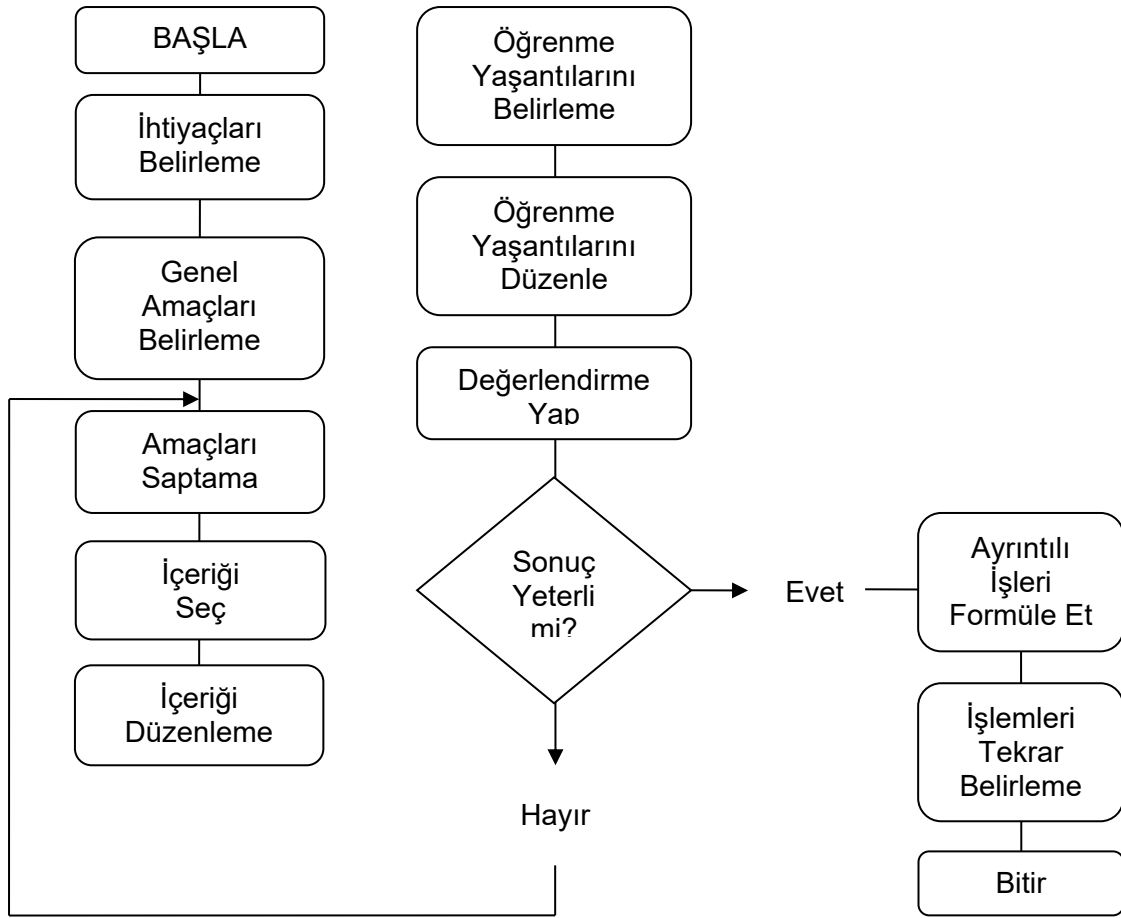 BAŞLA
İhtiyaçları
Belirleme
Genel
Amaçları
Belirleme
Amaçları
Saptama
İçeriği
Seç
İçeriği
Düzenleme
Öğrenme
Yaşantılarını
Belirleme
Öğrenme
Yaşantılarını
Düzenle
Değerlendirme
Yap
Sonuç
Yeterli
mi?
Hayır
Evet
Ayrıntılı
İşleri
Formüle Et
İşlemleri
Tekrar
Belirleme
Bitir